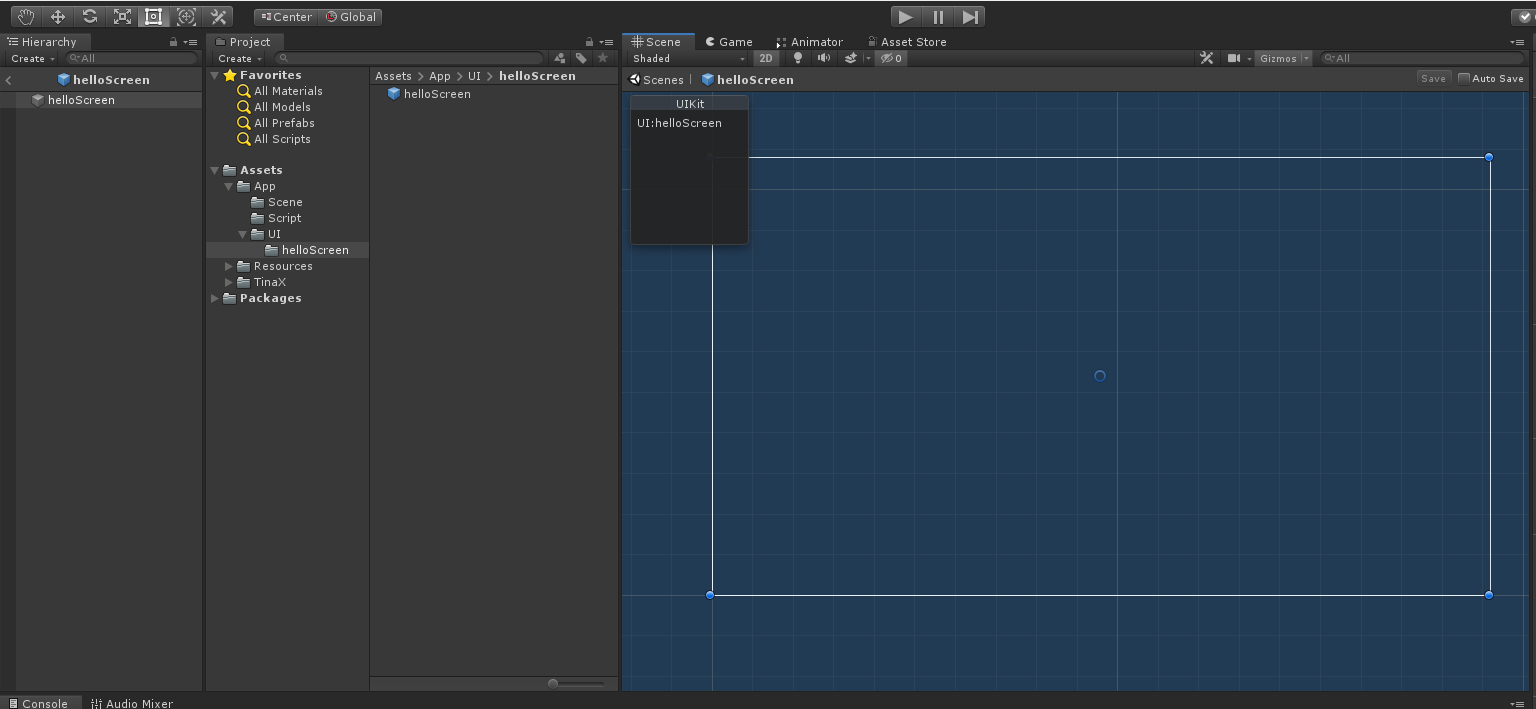 Center Global
Hierarchy
Create All
helloScreen
helloScreen
Project
Create
Favorites
All Materials
All Models
All Prefabs
All Scripts
Assets
App
Scene
Script
UI
helloScreen
Resources
TinaX
Packages
Assets > App > UI > helloScreen
helloScreen
Scene Game Animator Asset Store
Shaded 2D 0 Gizmos All
Scenes | helloScreen Save Auto Save
UIKit
UI:helloScreen
Console Audio Mixer